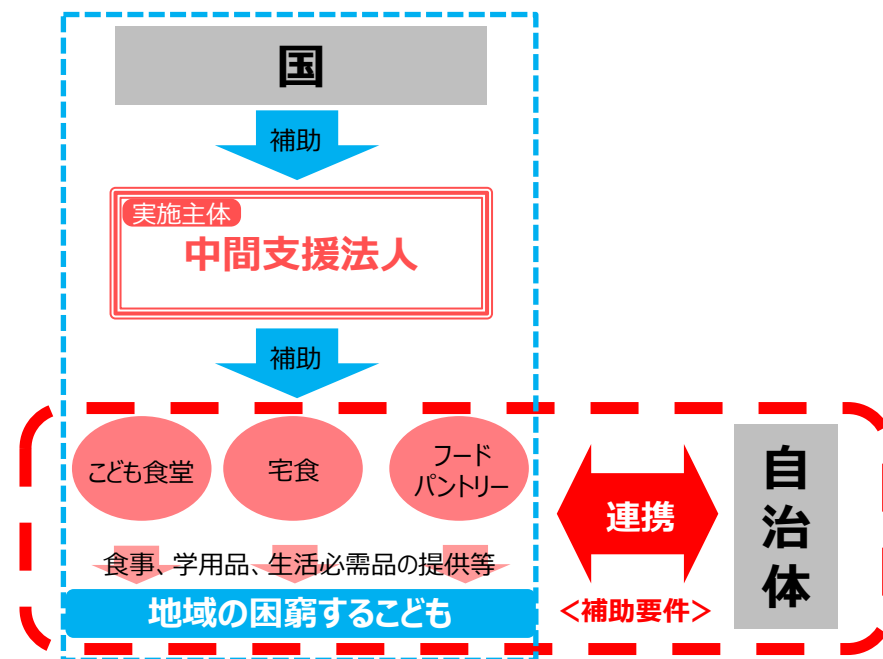 国
補助
実施主体
中間支援法人
補助
こども食堂
宅食
フード
パントリー
食事、学用品、生活必需品の提供等
地域の困窮するこども
連携
<補助要件>
自
治
体